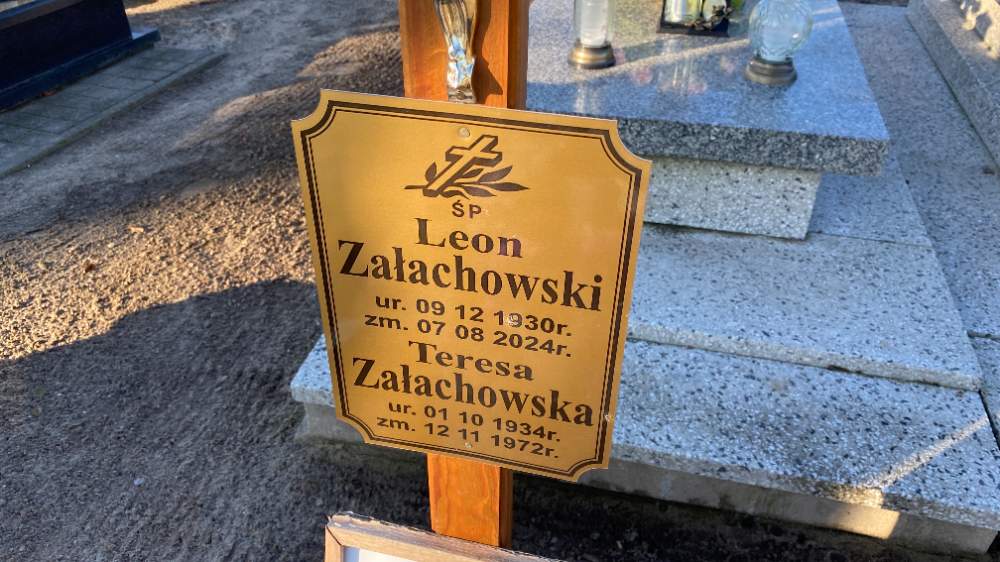 ŚP
Leon
Załachowski
ur. 09 12 1930r.
zm. 07 08 2024r.
Teresa
Załachowska
ur. 01 10 1934r.
zm. 12 11 1972r.